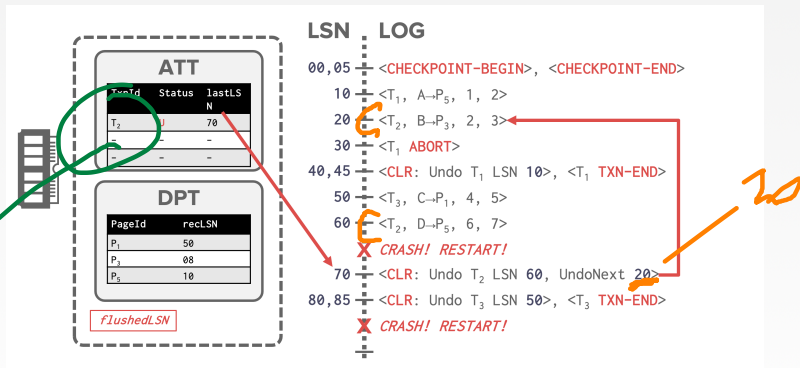 LSN LOG
ATT
TxnId Status lastLSN
T₂ U 70
- - -
- - -
DPT
PageId recLSN
P₁ 50
P₃ 08
P₅ 10
flushedLSN
00,05 <CHECKPOINT-BEGIN>, <CHECKPOINT-END>
10 <T₁, A→P₅, 1, 2>
20 <T₂, B→P₃, 2, 3>
30 <T₁ ABORT>
40,45 <CLR: Undo T₁ LSN 10>, <T₁ TXN-END>
50 <T₃, C→P₁, 4, 5>
60 <T₂, D→P₅, 6, 7>
X CRASH! RESTART!
70 <CLR: Undo T₂ LSN 60, UndoNext 20>
20
80,85 <CLR: Undo T₃ LSN 50>, <T₃ TXN-END>
X CRASH! RESTART!